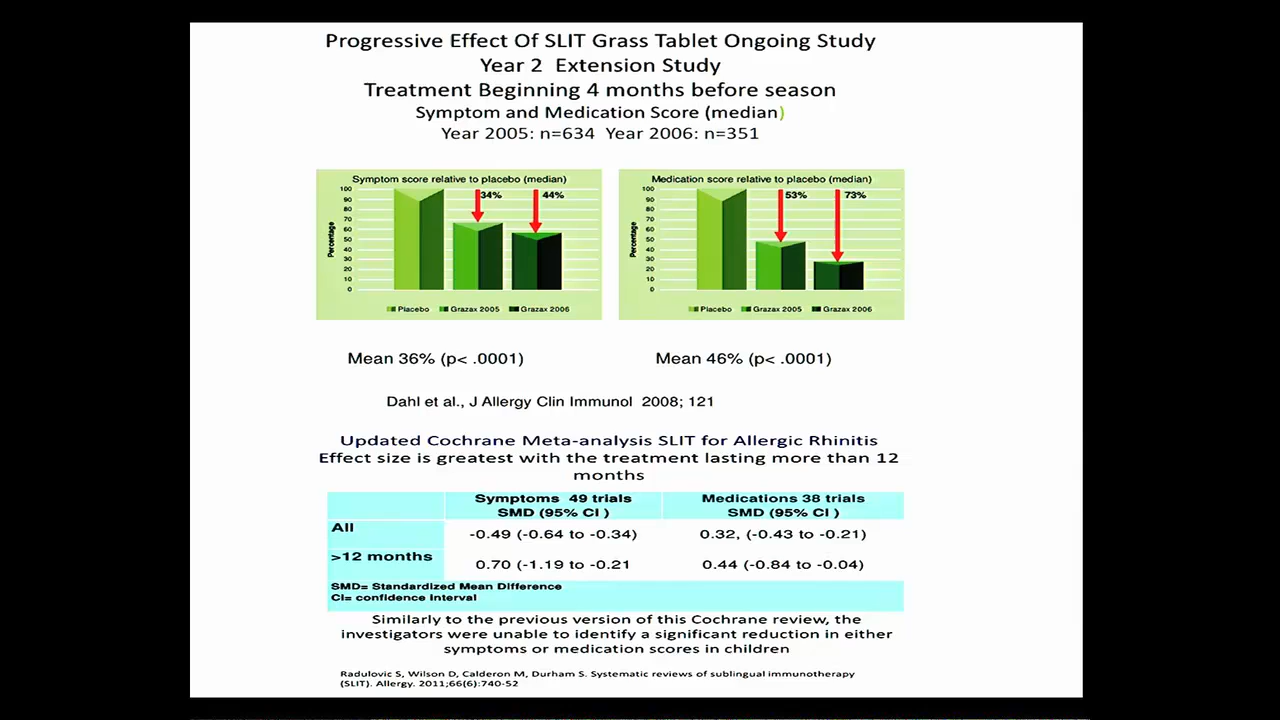 Progressive Effect Of SLIT Grass Tablet Ongoing Study
Year 2 Extension Study
Treatment Beginning 4 months before season
Symptom and Medication Score (median)
Year 2005: n=634 Year 2006: n=351
Symptom score relative to placebo (median)
100
90
80
70
60
50
40
30
20
10
0
Percentage
34%
44%
Placebo
Grazax 2005
Grazax 2006
Medication score relative to placebo (median)
100
90
80
70
60
50
40
30
20
10
0
Percentage
53%
73%
Placebo
Grazax 2005
Grazax 2006
Mean 36% (p< .0001)
Mean 46% (p< .0001)
Dahl et al., J Allergy Clin Immunol 2008; 121
Updated Cochrane Meta-analysis SLIT for Allergic Rhinitis
Effect size is greatest with the treatment lasting more than 12
months
Symptoms 49 trials
SMD (95% CI )
Medications 38 trials
SMD (95% CI )
All
-0.49 (-0.64 to -0.34)
0.32, (-0.43 to -0.21)
>12 months
0.70 (-1.19 to -0.21
0.44 (-0.84 to -0.04)
SMD= Standardized Mean Difference
CI= confidence interval
Similarly to the previous version of this Cochrane review, the
investigators were unable to identify a significant reduction in either
symptoms or medication scores in children
Radulovic S, Wilson D, Calderon M, Durham S. Systematic reviews of sublingual immunotherapy
(SLIT). Allergy. 2011;66(6):740-52